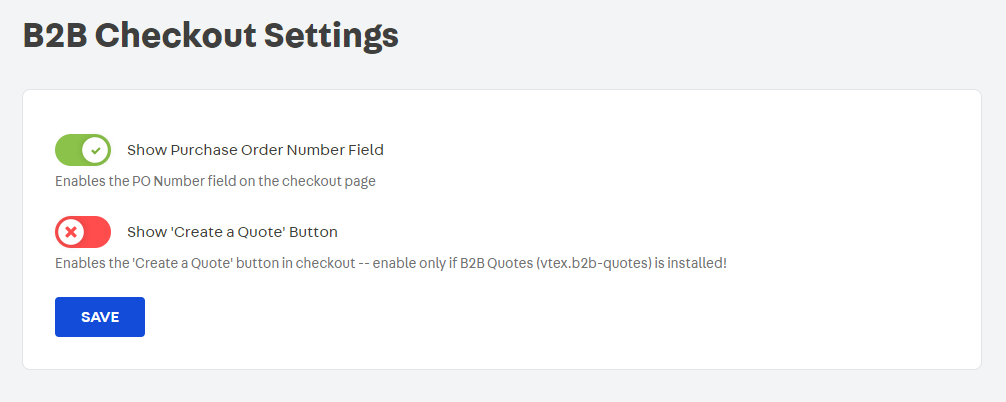 B2B Checkout Settings
Show Purchase Order Number Field
Enables the PO Number field on the checkout page
Show 'Create a Quote' Button
Enables the 'Create a Quote' button in checkout -- enable only if B2B Quotes (vtex.b2b-quotes) is installed!
SAVE